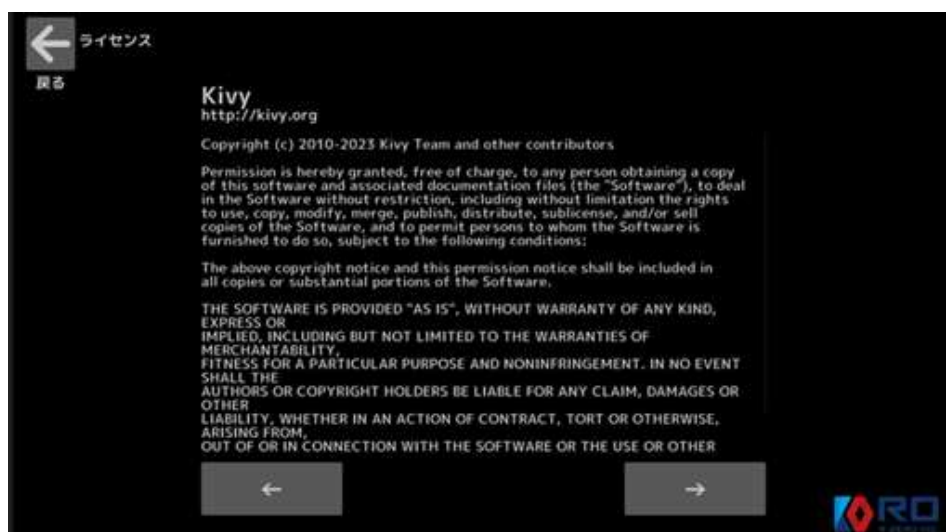 ライセンス
戻る
Kivy
http://kivy.org
Copyright (c) 2010-2023 Kivy Team and other contributors
Permission is hereby granted, free of charge, to any person obtaining a copy
of this software and associated documentation files (the "Software"), to deal
in the Software without restriction, including without limitation the rights
to use, copy, modify, merge, publish, distribute, sublicense, and/or sell
copies of the Software, and to permit persons to whom the Software is
furnished to do so, subject to the following conditions:
The above copyright notice and this permission notice shall be included in
all copies or substantial portions of the Software.
THE SOFTWARE IS PROVIDED "AS IS", WITHOUT WARRANTY OF ANY KIND,
EXPRESS OR
IMPLIED, INCLUDING BUT NOT LIMITED TO THE WARRANTIES OF
MERCHANTABILITY,
FITNESS FOR A PARTICULAR PURPOSE AND NONINFRINGEMENT. IN NO EVENT
SHALL THE
AUTHORS OR COPYRIGHT HOLDERS BE LIABLE FOR ANY CLAIM, DAMAGES OR
OTHER
LIABILITY, WHETHER IN AN ACTION OF CONTRACT, TORT OR OTHERWISE,
ARISING FROM,
OUT OF OR IN CONNECTION WITH THE SOFTWARE OR THE USE OR OTHER